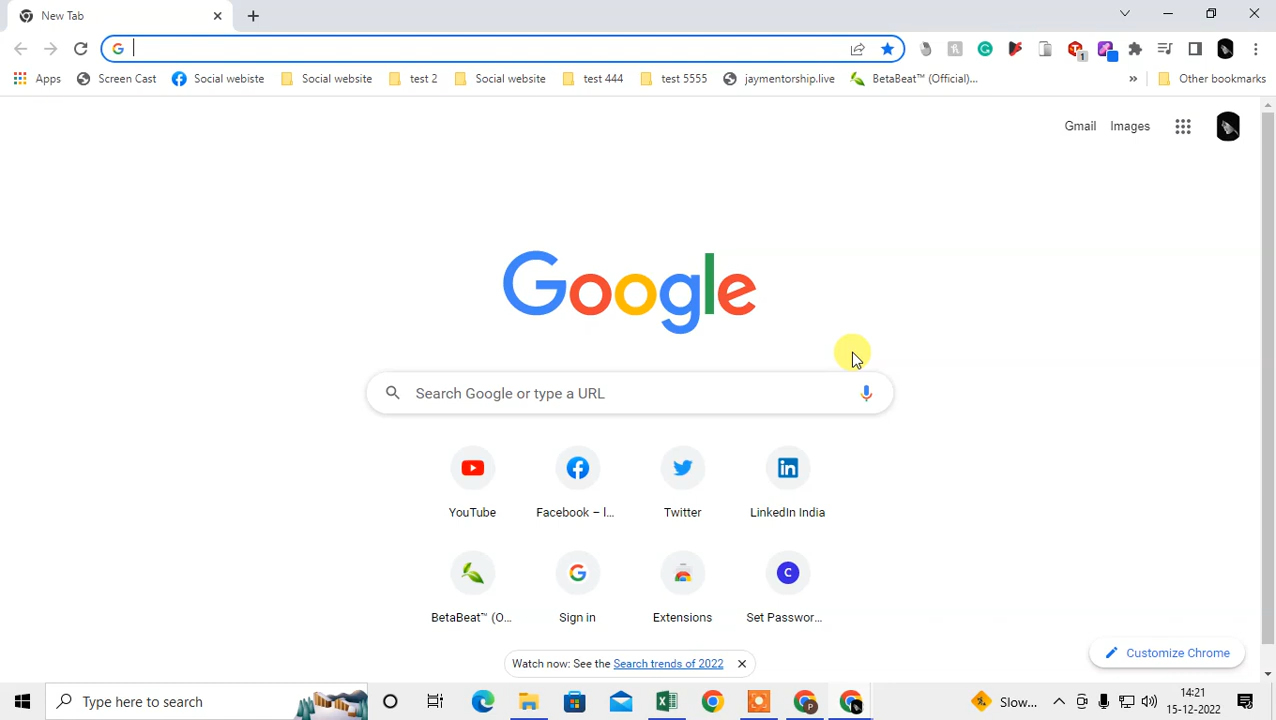 New Tab
Apps Screen Cast Social webiste Social website test 2 Social website test 444 test 5555 jaymentorship.live BetaBeat™ (Official)... » Other bookmarks
Gmail Images
Google
Search Google or type a URL
YouTube Facebook – l... Twitter LinkedIn India
C
BetaBeat™ (O... Sign in Extensions Set Passwor...
Watch now: See the Search trends of 2022
Customize Chrome
Type here to search Slow... 14:21
15-12-2022